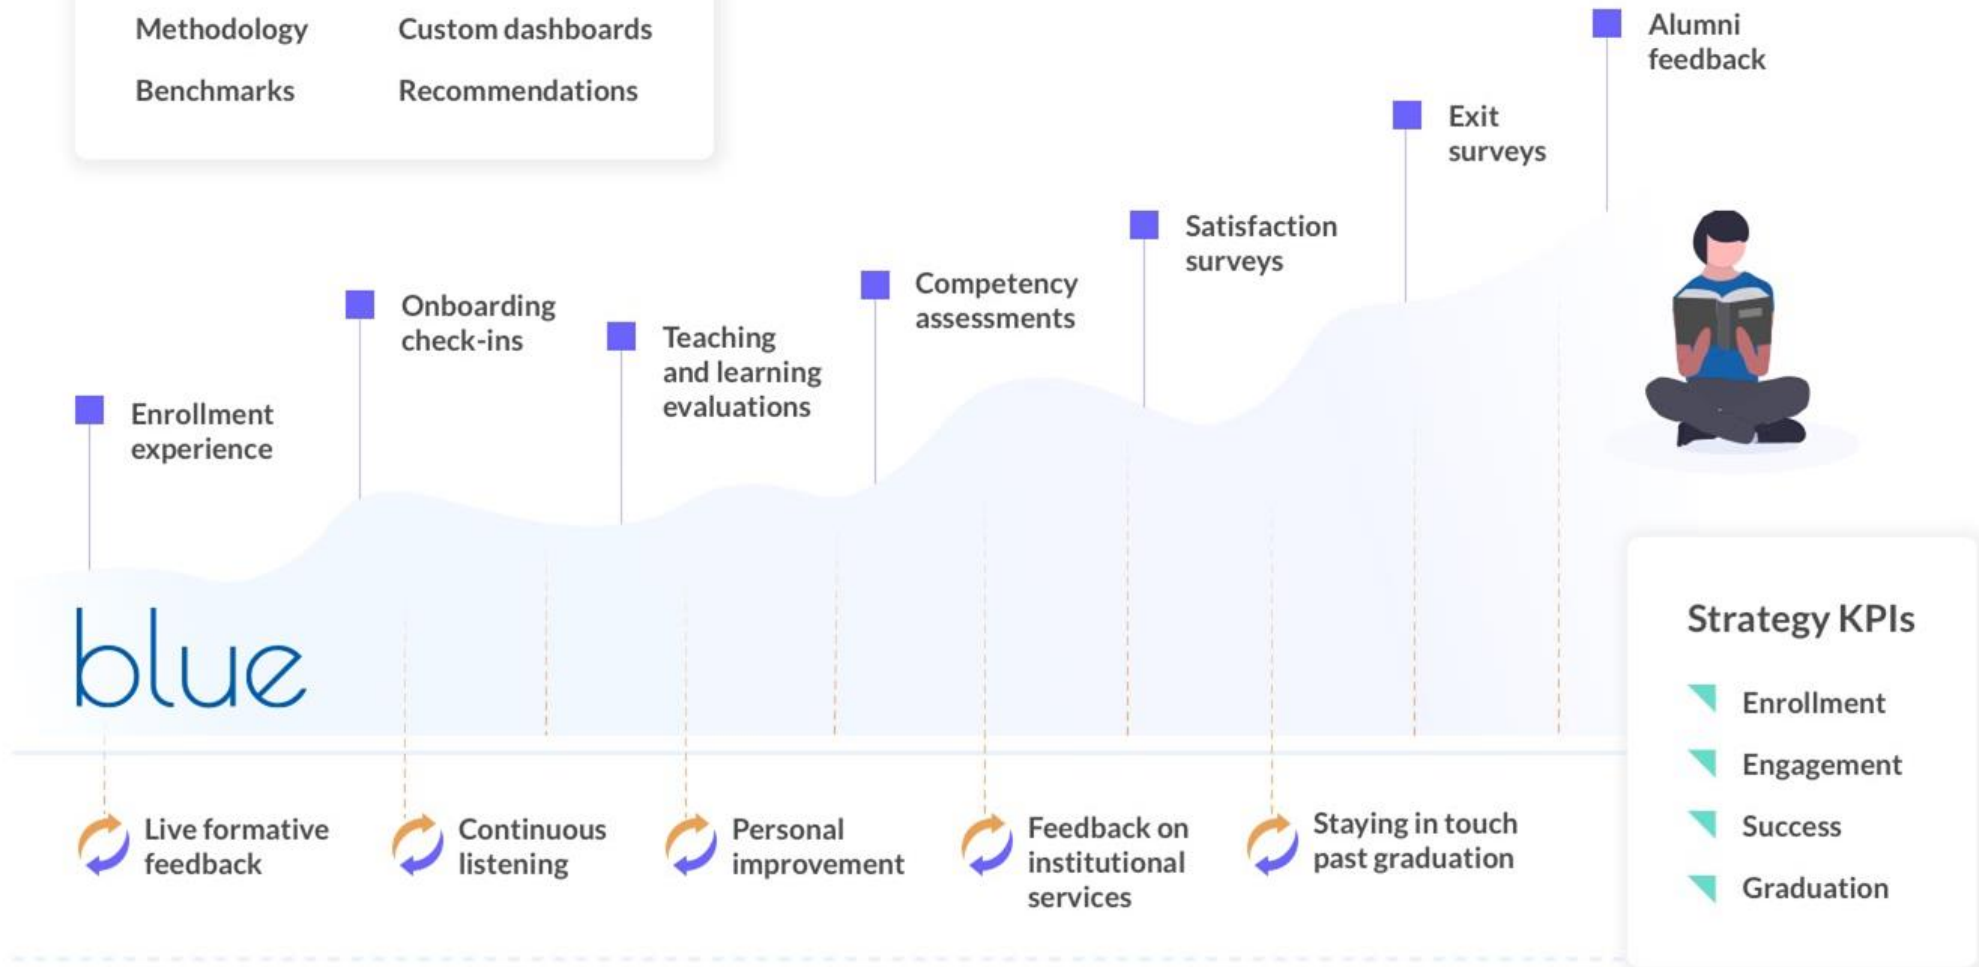 Methodology
Custom dashboards
Benchmarks
Recommendations
Alumni
feedback
Exit
surveys
Satisfaction
surveys
Competency
assessments
Onboarding
check-ins
Teaching
and learning
evaluations
Enrollment
experience
blue
Strategy KPIs
Enrollment
Engagement
Success
Graduation
Live formative
feedback
Continuous
listening
Personal
improvement
Feedback on
institutional
services
Staying in touch
past graduation